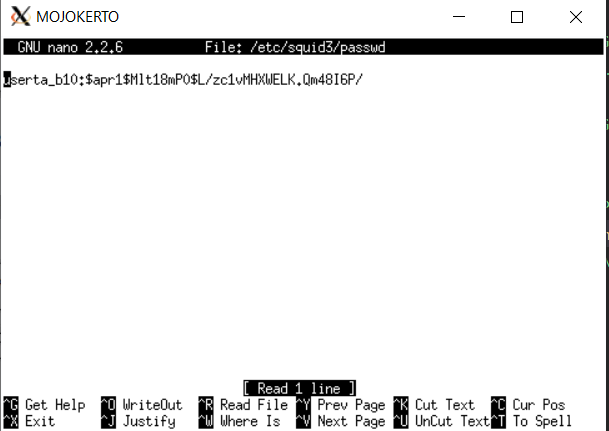 MOJOKERTO
GNU nano 2.2.6 File: /etc/squid3/passwd
userta_b10:$apr1$Mlt18mPO$L/zc1vMHXWELK.Qm48I6P/
[ Read 1 line ]
^G Get Help ^O WriteOut ^R Read File ^Y Prev Page ^K Cut Text ^C Cur Pos
^X Exit ^J Justify ^W Where Is ^V Next Page ^U UnCut Text ^T To Spell